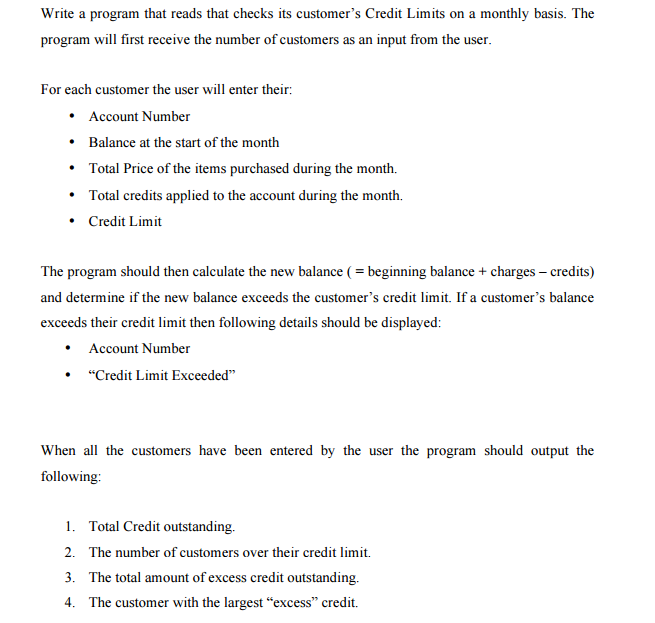 Write a program that reads that checks its customer’s Credit Limits on a monthly basis. The
program will first receive the number of customers as an input from the user.
For each customer the user will enter their:
• Account Number
• Balance at the start of the month
• Total Price of the items purchased during the month.
• Total credits applied to the account during the month.
• Credit Limit
The program should then calculate the new balance ( = beginning balance + charges – credits)
and determine if the new balance exceeds the customer’s credit limit. If a customer’s balance
exceeds their credit limit then following details should be displayed:
• Account Number
• “Credit Limit Exceeded”
When all the customers have been entered by the user the program should output the
following:
1. Total Credit outstanding.
2. The number of customers over their credit limit.
3. The total amount of excess credit outstanding.
4. The customer with the largest “excess” credit.